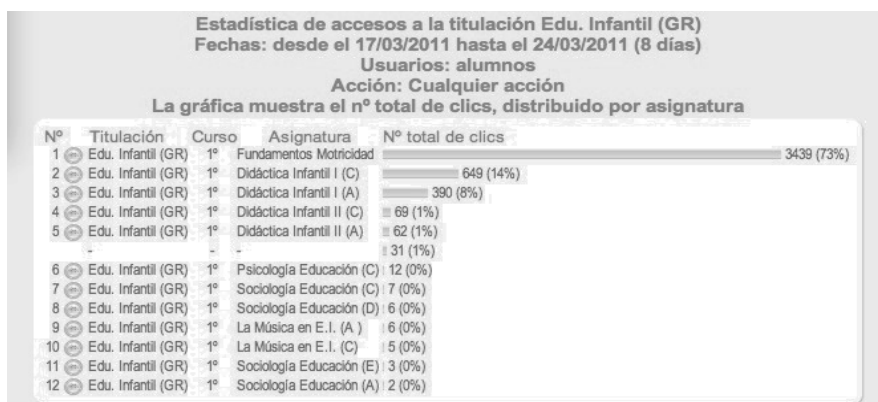 Estadística de accesos a la titulación Edu. Infantil (GR)
Fechas: desde el 17/03/2011 hasta el 24/03/2011 (8 días)
Usuarios: alumnos
Acción: Cualquier acción
La gráfica muestra el nº total de clics, distribuido por asignatura
Nº Titulación Curso Asignatura Nº total de clics
1 Edu. Infantil (GR) 1º Fundamentos Motricidad 3439 (73%)
2 Edu. Infantil (GR) 1º Didáctica Infantil I (C) 649 (14%)
3 Edu. Infantil (GR) 1º Didáctica Infantil I (A) 390 (8%)
4 Edu. Infantil (GR) 1º Didáctica Infantil II (C) 69 (1%)
5 Edu. Infantil (GR) 1º Didáctica Infantil II (A) 62 (1%)
- - - 31 (1%)
6 Edu. Infantil (GR) 1º Psicología Educación (C) 12 (0%)
7 Edu. Infantil (GR) 1º Sociología Educación (C) 7 (0%)
8 Edu. Infantil (GR) 1º Sociología Educación (D) 6 (0%)
9 Edu. Infantil (GR) 1º La Música en E.I. (A ) 6 (0%)
10 Edu. Infantil (GR) 1º La Música en E.I. (C) 5 (0%)
11 Edu. Infantil (GR) 1º Sociología Educación (E) 3 (0%)
12 Edu. Infantil (GR) 1º Sociología Educación (A) 2 (0%)